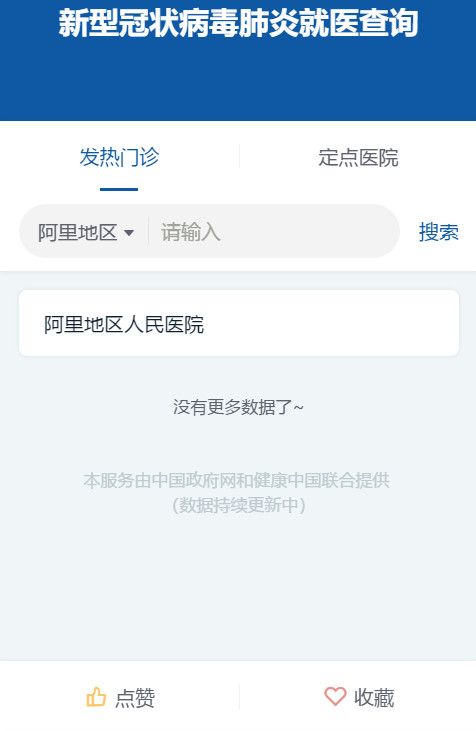 新型冠状病毒肺炎就医查询
发热门诊
定点医院
阿里地区
请输入
搜索
阿里地区人民医院
没有更多数据了~
本服务由中国政府网和健康中国联合提供
(数据持续更新中)
点赞
收藏